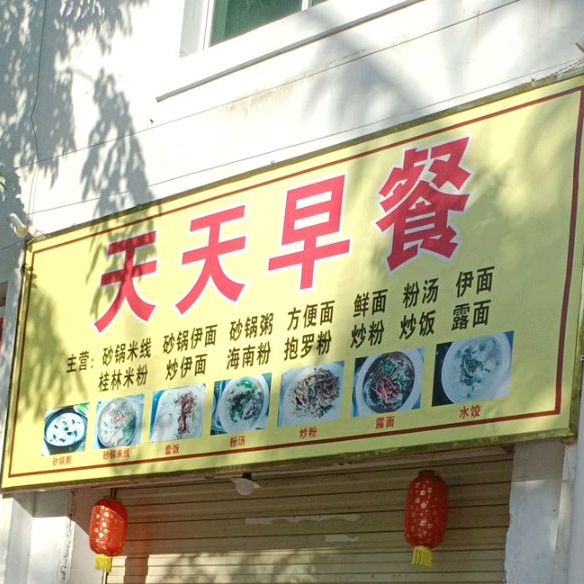 天天早餐
主营：砂锅米线 砂锅伊面 砂锅粥 方便面 鲜面 粉汤 伊面
桂林米粉 炒伊面 海南粉 抱罗粉 炒粉 炒饭 露面
砂锅粥 砂锅米线 套饭 粉汤 炒粉 露面 水饺